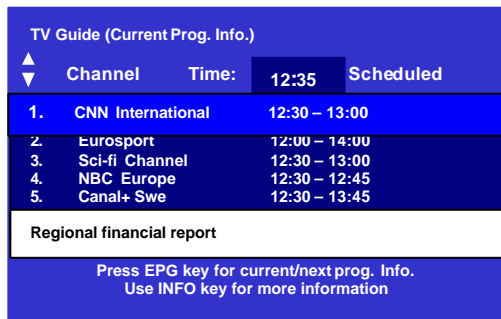 TV Guide (Current Prog. Info.)
Channel Time: 12:35 Scheduled
1. CNN International 12:30 – 13:00
2. Eurosport 12:00 – 14:00
3. Sci-fi Channel 12:30 – 13:00
4. NBC Europe 12:30 – 12:45
5. Canal+ Swe 12:30 – 13:45
Regional financial report
Press EPG key for current/next prog. Info.
Use INFO key for more information